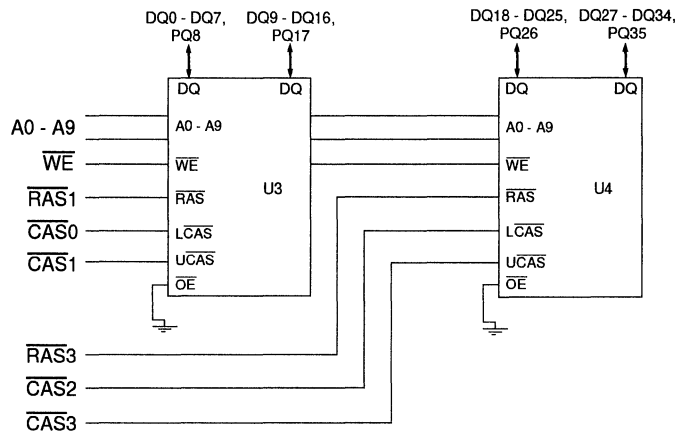 DQ0 - DQ7, DQ9 - DQ16, DQ18 - DQ25, DQ27 - DQ34,
PQ8 PQ17 PQ26 PQ35
DQ DQ DQ DQ
A0 - A9 A0 - A9 A0 - A9
WE WE WE
U3 U4
RAS1 RAS RAS
CAS0 LCAS LCAS
CAS1 UCAS UCAS
OE OE
RAS3
CAS2
CAS3